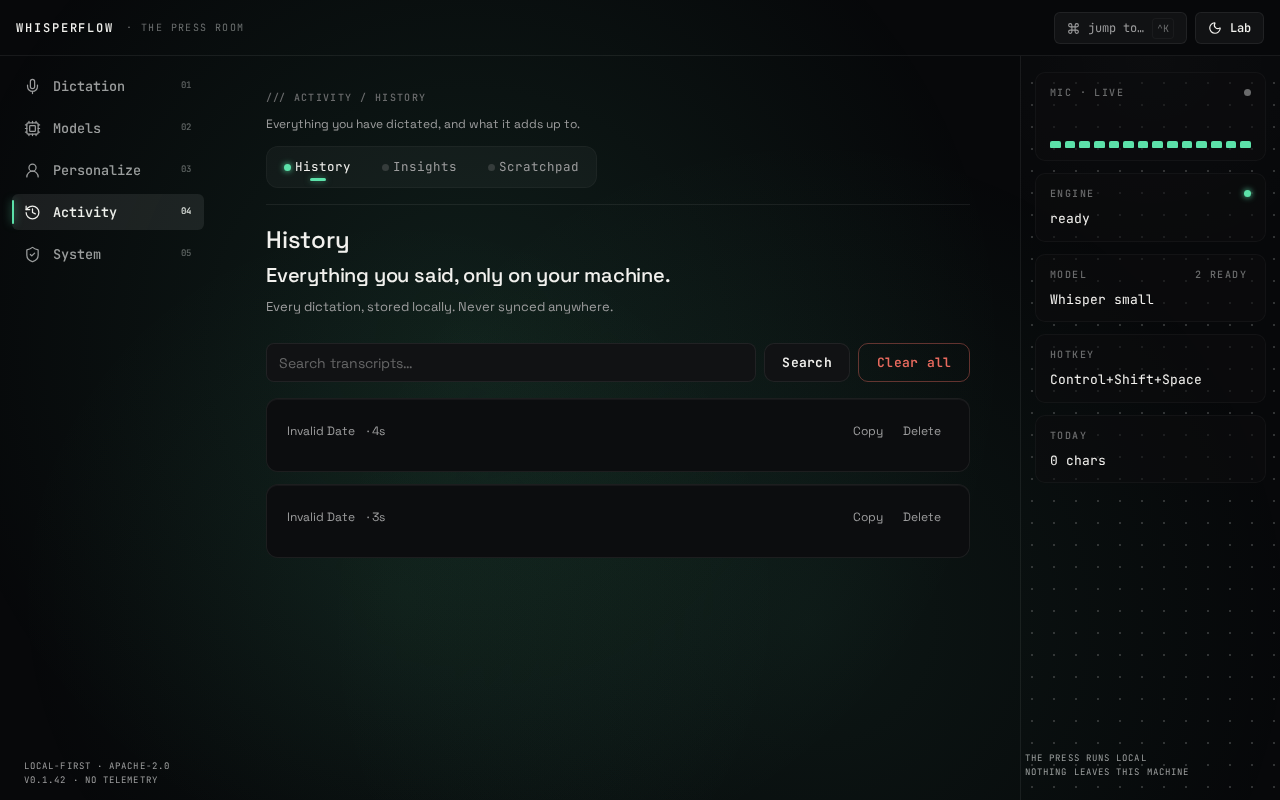 WHISPERFLOW · THE PRESS ROOM
⌘ jump to… ^K
Lab
Dictation 01
Models 02
Personalize 03
Activity 04
System 05
LOCAL-FIRST · APACHE-2.0
V0.1.42 · NO TELEMETRY
/// ACTIVITY / HISTORY
Everything you have dictated, and what it adds up to.
History Insights Scratchpad
History
Everything you said, only on your machine.
Every dictation, stored locally. Never synced anywhere.
Search transcripts…
Search
Clear all
Invalid Date · 4s Copy Delete
Invalid Date · 3s Copy Delete
MIC · LIVE
ENGINE
ready
MODEL 2 READY
Whisper small
HOTKEY
Control+Shift+Space
TODAY
0 chars
THE PRESS RUNS LOCAL
NOTHING LEAVES THIS MACHINE